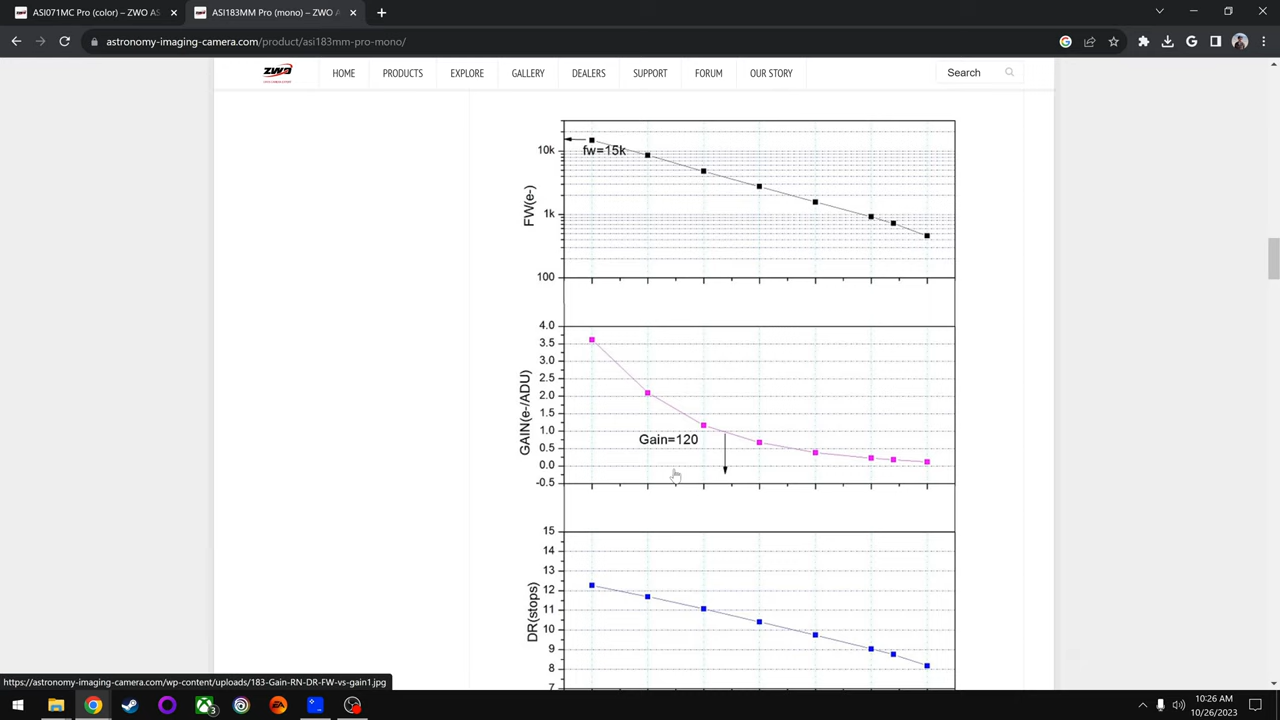 ASI071MC Pro (color) – ZWO AS
ASI183MM Pro (mono) – ZWO A
astronomy-imaging-camera.com/product/asi183mm-pro-mono/
ZWO
HOME
PRODUCTS
EXPLORE
GALLERY
DEALERS
SUPPORT
FORUM
OUR STORY
Search
fw=15k
10k
1k
100
FW(e-)
4.0
3.5
3.0
2.5
2.0
1.5
1.0
0.5
0.0
-0.5
GAIN(e-/ADU)
Gain=120
15
14
13
12
11
10
9
8
7
DR(stops)
https://astronomy-imaging-camera.com/wp-content/uploads/183-Gain-RN-DR-FW-vs-gain1.jpg
3
EA
10:26 AM
10/26/2023